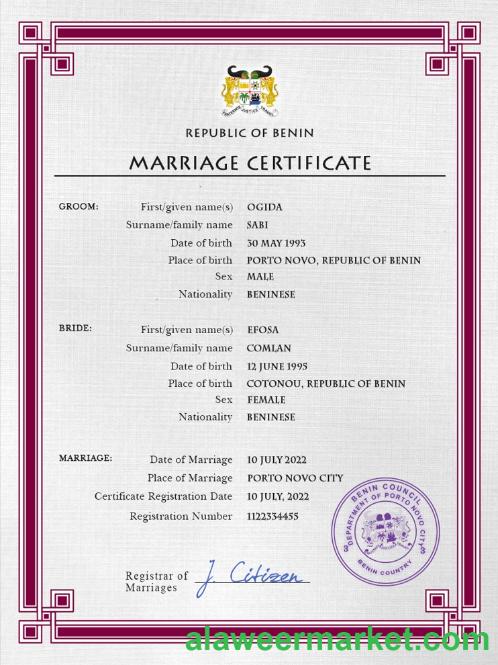 REPUBLIC OF BENIN
MARRIAGE CERTIFICATE
GROOM: First/given name(s) OGIDA
Surname/family name SABI
Date of birth 30 MAY 1993
Place of birth PORTO NOVO, REPUBLIC OF BENIN
Sex MALE
Nationality BENINESE
BRIDE: First/given name(s) EFOSA
Surname/family name COMLAN
Date of birth 12 JUNE 1995
Place of birth COTONOU, REPUBLIC OF BENIN
Sex FEMALE
Nationality BENINESE
MARRIAGE: Date of Marriage 10 JULY 2022
Place of Marriage PORTO NOVO CITY
Certificate Registration Date 10 JULY, 2022
Registration Number 1122334455
BENIN COUNCIL
DEPARTMENT OF PORTO NOVO CITY
BENIN COUNTRY
Registrar of
Marriages
J. Citizen
alaweermarket.com